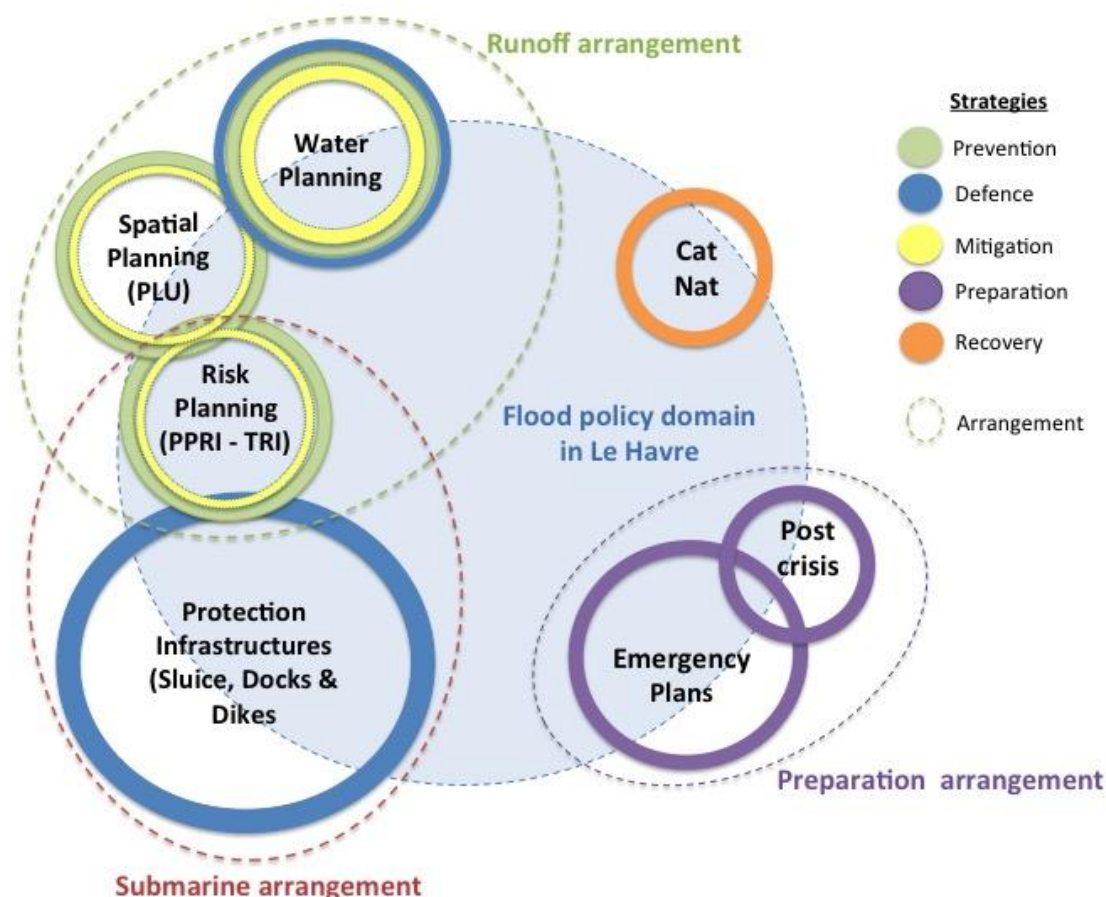 Runoff arrangement
Water
Planning
Spatial
Planning
(PLU)
Risk
Planning
(PPRI - TRI)
Protection
Infrastructures
(Sluice, Docks &
Dikes
Submarine arrangement
Cat
Nat
Flood policy domain
in Le Havre
Post
crisis
Emergency
Plans
Preparation arrangement
Strategies
Prevention
Defence
Mitigation
Preparation
Recovery
Arrangement